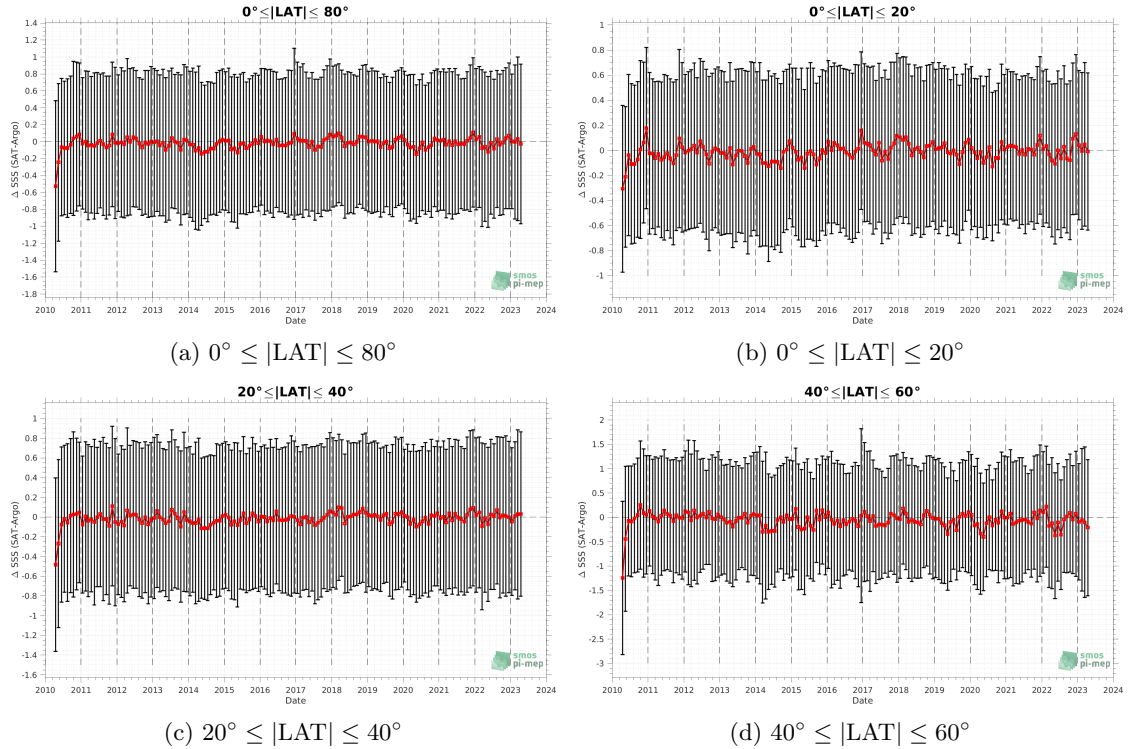 0°≤|LAT|≤ 80°
1.4
1.2
1
0.8
0.6
0.4
0.2
0
-0.2
-0.4
-0.6
-0.8
-1
-1.2
-1.4
-1.6
-1.8
Δ SSS (SAT-Argo)
smos
pi-mep
2010 2011 2012 2013 2014 2015 2016 2017 2018 2019 2020 2021 2022 2023 2024
Date
(a) 0° ≤ |LAT| ≤ 80°
0°≤|LAT|≤ 20°
1
0.8
0.6
0.4
0.2
0
-0.2
-0.4
-0.6
-0.8
-1
Δ SSS (SAT-Argo)
smos
pi-mep
2010 2011 2012 2013 2014 2015 2016 2017 2018 2019 2020 2021 2022 2023 2024
Date
(b) 0° ≤ |LAT| ≤ 20°
20°≤|LAT|≤ 40°
1
0.8
0.6
0.4
0.2
0
-0.2
-0.4
-0.6
-0.8
-1
-1.2
-1.4
-1.6
Δ SSS (SAT-Argo)
smos
pi-mep
2010 2011 2012 2013 2014 2015 2016 2017 2018 2019 2020 2021 2022 2023 2024
Date
(c) 20° ≤ |LAT| ≤ 40°
40°≤|LAT|≤ 60°
2
1.5
1
0.5
0
-0.5
-1
-1.5
-2
-2.5
-3
Δ SSS (SAT-Argo)
smos
pi-mep
2010 2011 2012 2013 2014 2015 2016 2017 2018 2019 2020 2021 2022 2023 2024
Date
(d) 40° ≤ |LAT| ≤ 60°